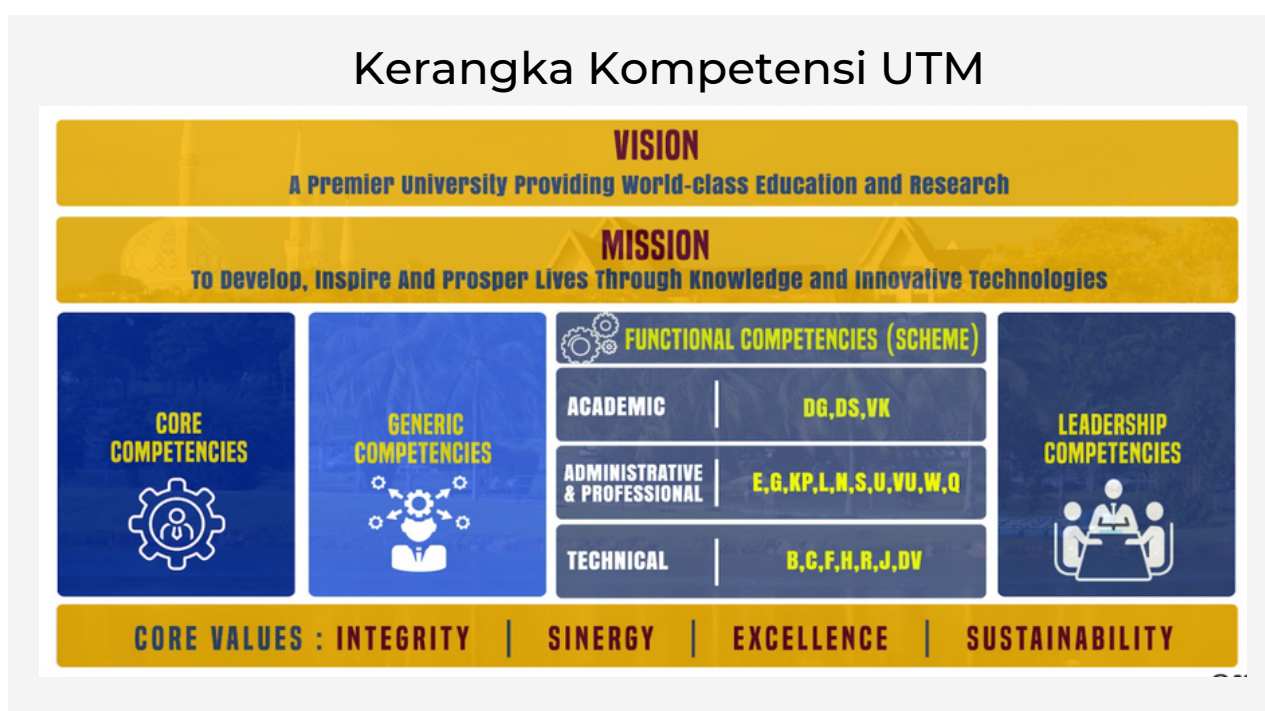 Kerangka Kompetensi UTM
VISION
A Premier University Providing World-class Education and Research
MISSION
To Develop, Inspire And Prosper Lives Through Knowledge and Innovative Technologies
CORE
COMPETENCIES
GENERIC
COMPETENCIES
FUNCTIONAL COMPETENCIES (SCHEME)
ACADEMIC
DG,DS,VK
ADMINISTRATIVE
& PROFESSIONAL
E,G,KP,L,N,S,U,VU,W,Q
TECHNICAL
B,C,F,H,R,J,DV
LEADERSHIP
COMPETENCIES
CORE VALUES : INTEGRITY | SINERGY | EXCELLENCE | SUSTAINABILITY